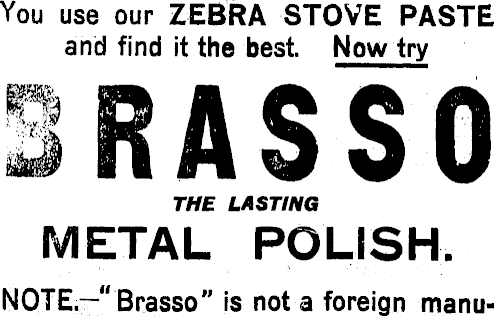 You use our ZEBRA STOVE PASTE
and find it the best. Now try
BRASSO
THE LASTING
METAL POLISH.
NOTE.—"Brasso" is not a foreign manu-